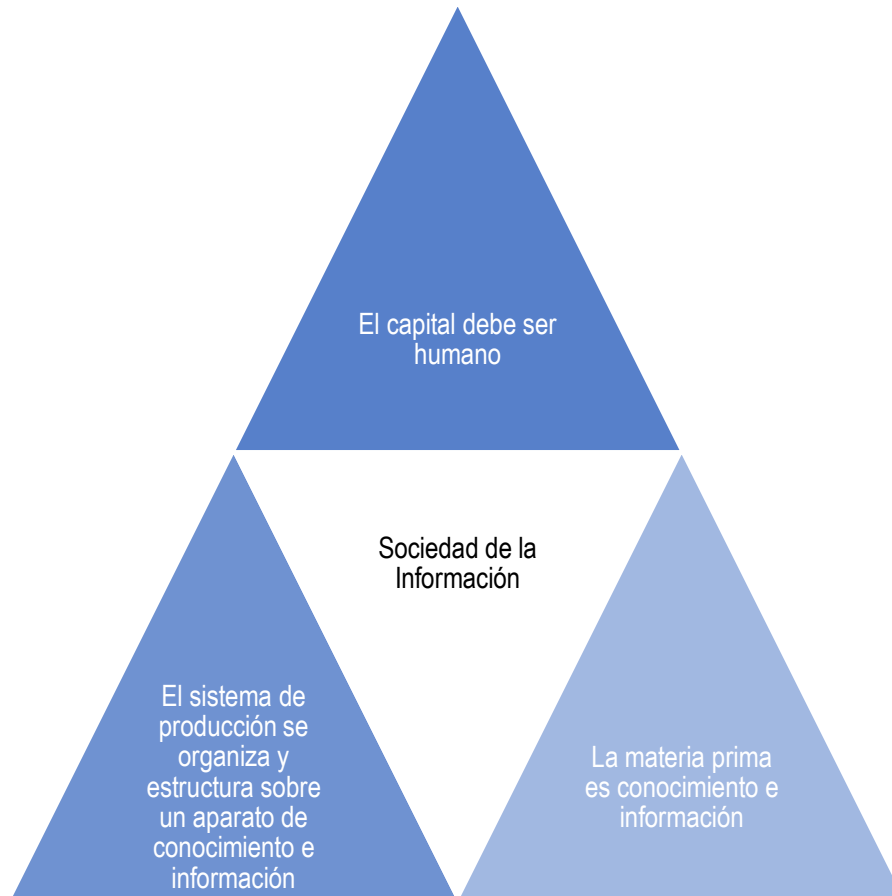 El capital debe ser
humano
Sociedad de la
Información
El sistema de
producción se
organiza y
estructura sobre
un aparato de
conocimiento e
información
La materia prima
es conocimiento e
información